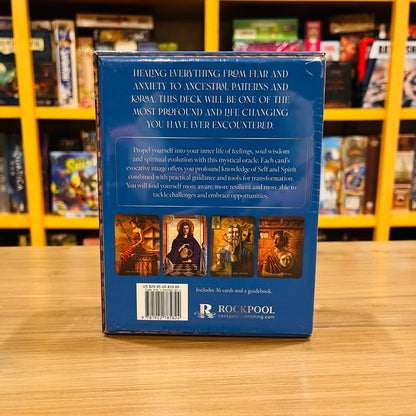 HEALING EVERYTHING FROM FEAR AND
ANXIETY TO ANCESTRAL PATTERNS AND
KARMA, THIS DECK WILL BE ONE OF
THE MOST PROFOUND AND LIFE CHANGING
YOU HAVE EVER ENCOUNTERED.
Propel yourself into your inner life of feelings, soul wisdom
and spiritual evolution with this mystical oracle. Each card's
evocative image offers you profound knowledge of Self and Spirit
combined with practical guidance and tools for transformation.
You will find yourself more aware, more resilient and more able to
tackle challenges and embrace opportunities.
Includes 36 cards and a guidebook.
R
ROCKPOOL
rockpoolpublishing.com